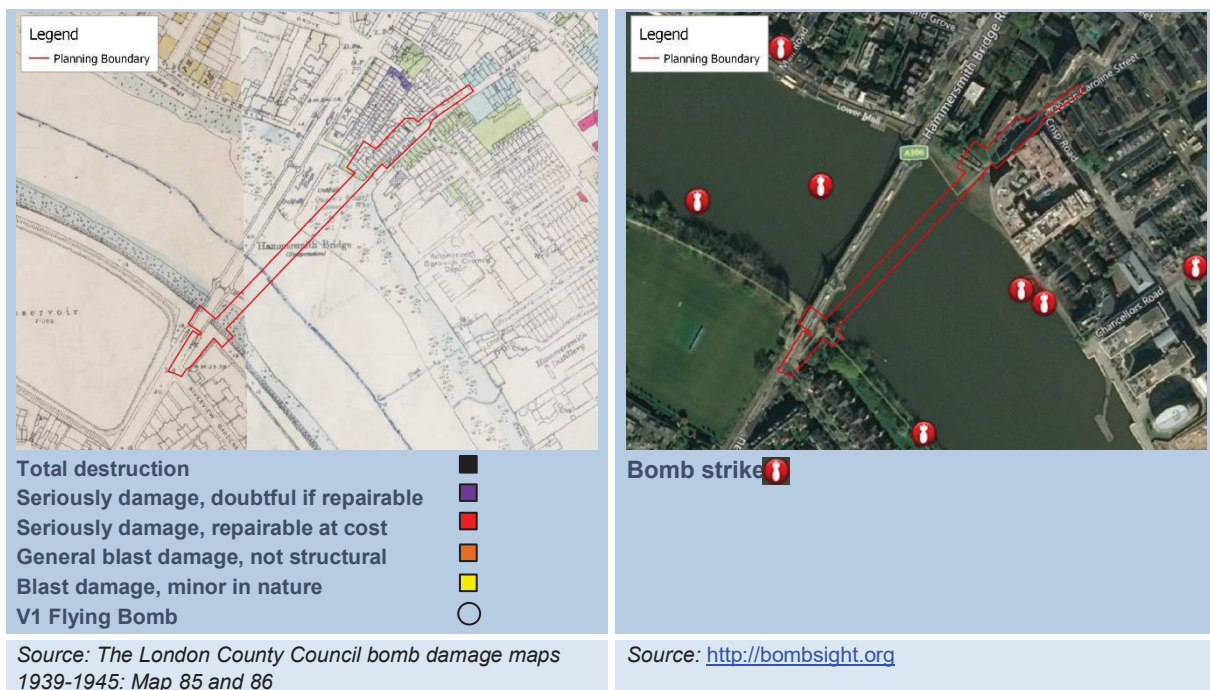 Legend
Planning Boundary
Hammersmith Bridge
Reservoir
Total destruction
Seriously damage, doubtful if repairable
Seriously damage, repairable at cost
General blast damage, not structural
Blast damage, minor in nature
V1 Flying Bomb
Source: The London County Council bomb damage maps
1939-1945: Map 85 and 86
Legend
Planning Boundary
Hammersmith Bridge Ro
Lower Mall
A306
Queen Caroline Street
Crisp Road
Chancellors Road
Bomb strike
Source: http://bombsight.org